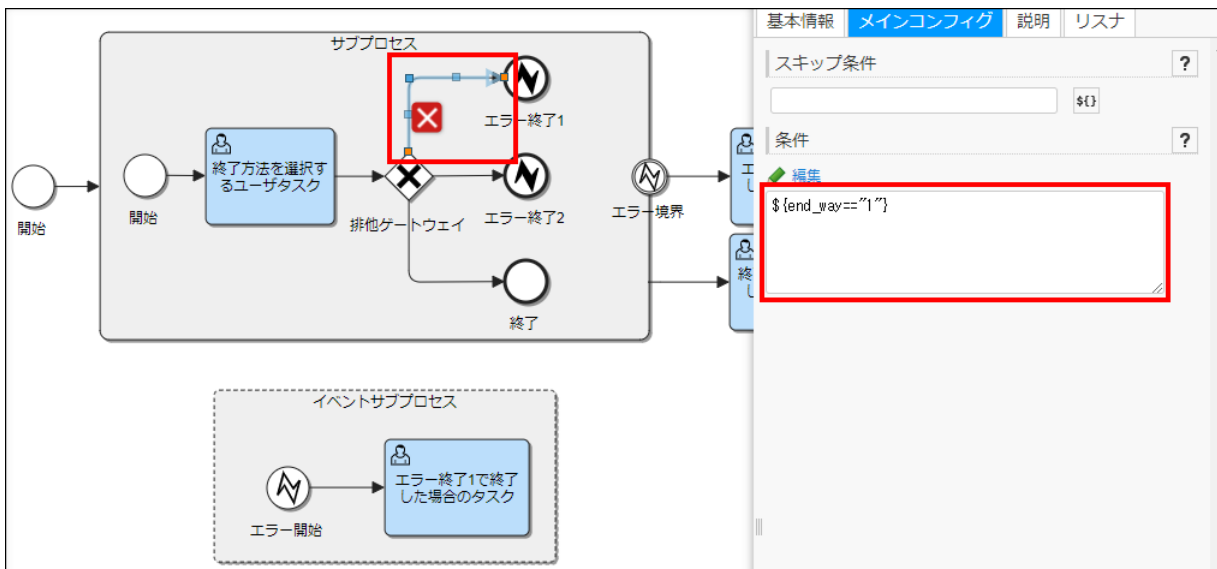 サブプロセス
エラー終了1
終了方法を選択す
るユーザタスク
開始
開始
排他ゲートウェイ
エラー終了2
エラー境界
終了
イベントサブプロセス
エラー終了1で終了
した場合のタスク
エラー開始
エ
し
終
し
基本情報
メインコンフィグ
説明
リスナ
スキップ条件
?
${}
条件
?
編集
${end_way=="1"}